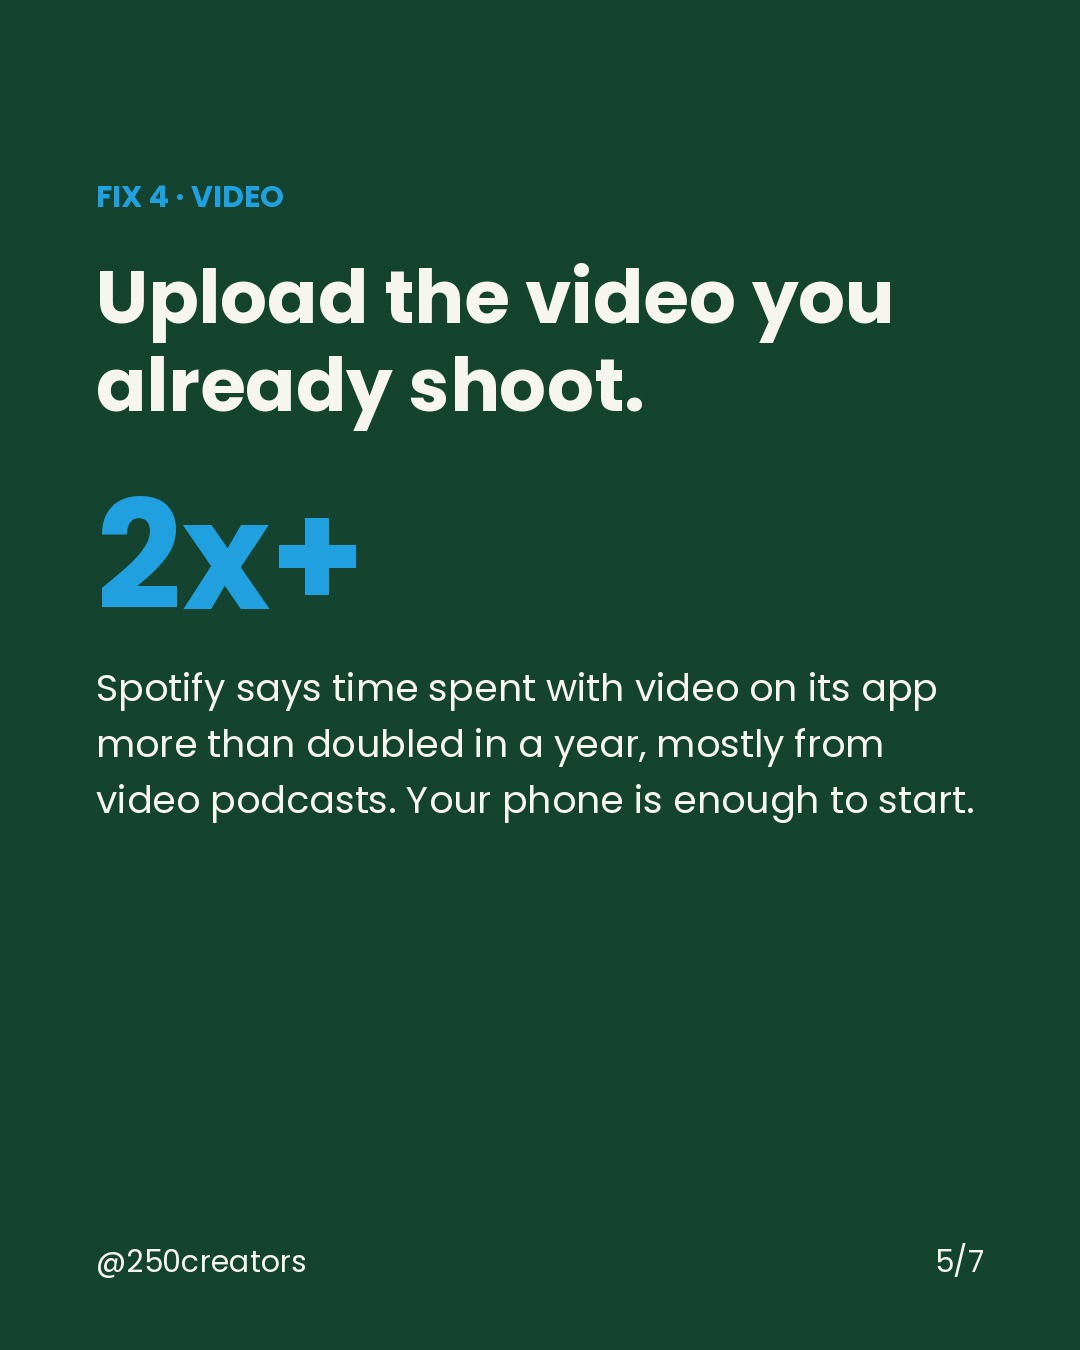 FIX 4 · VIDEO
Upload the video you
already shoot.
2x+
Spotify says time spent with video on its app
more than doubled in a year, mostly from
video podcasts. Your phone is enough to start.
@250creators
5/7